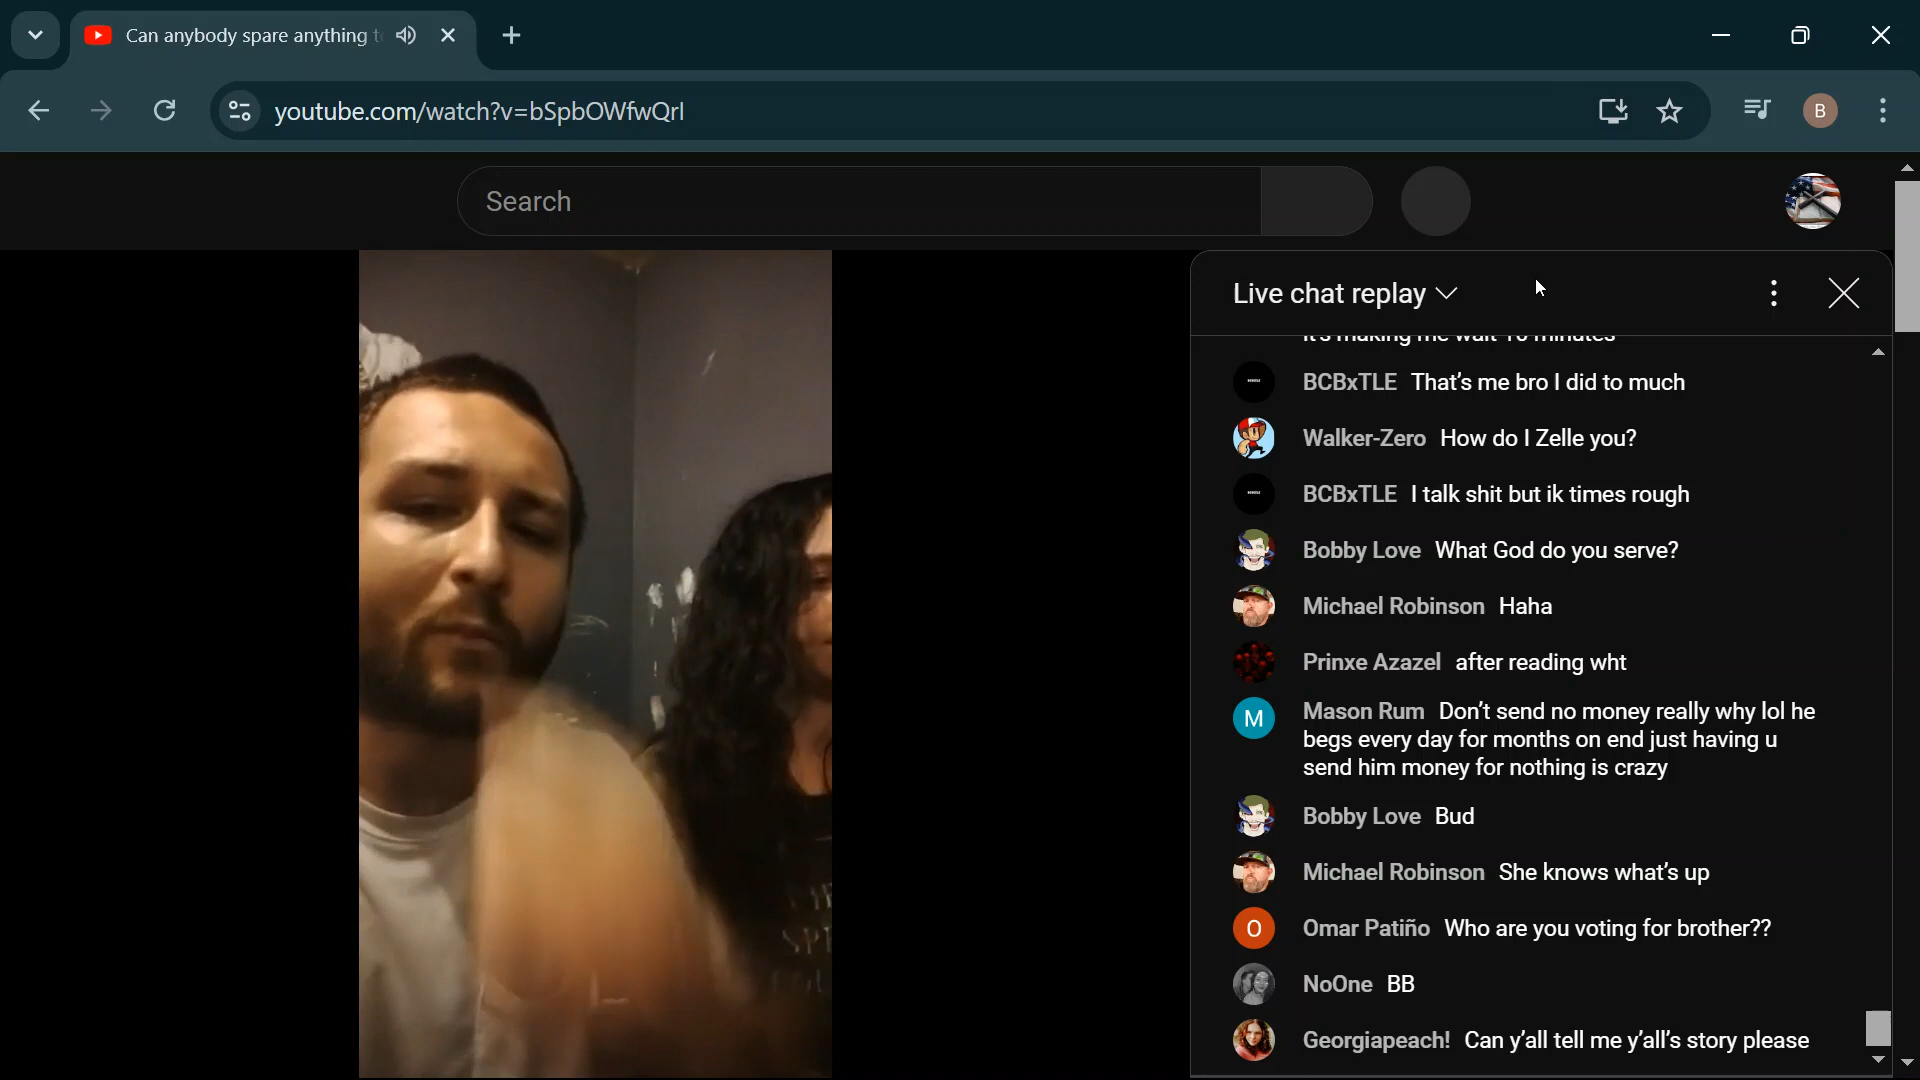 Can anybody spare anything t
youtube.com/watch?v=bSpbOWfwQrI
B
Search
Live chat replay
It's making me wait 10 minutes
BCBxTLE That's me bro I did to much
Walker-Zero How do I Zelle you?
BCBxTLE I talk shit but ik times rough
Bobby Love What God do you serve?
Michael Robinson Haha
Prinxe Azazel after reading wht
M
Mason Rum Don't send no money really why lol he
begs every day for months on end just having u
send him money for nothing is crazy
Bobby Love Bud
Michael Robinson She knows what's up
O
Omar Patiño Who are you voting for brother??
NoOne BB
Georgiapeach! Can y'all tell me y'all's story please